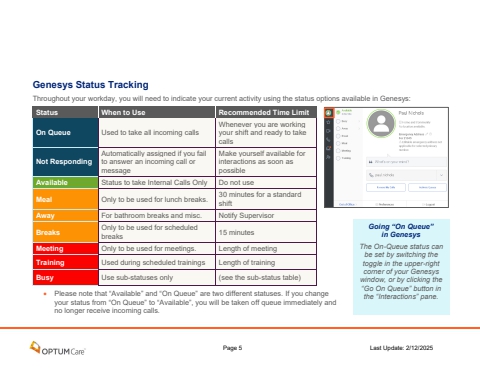 Genesys Status Tracking
Throughout your workday, you will need to indicate your current activity using the status options available in Genesys:
Status When to Use Recommended Time Limit
On Queue Used to take all incoming calls Whenever you are working
your shift and ready to take
calls
Not Responding Automatically assigned if you fail
to answer an incoming call or
message
Make yourself available for
interactions as soon as
possible
Available Status to take Internal Calls Only Do not use
Meal Only to be used for lunch breaks. 30 minutes for a standard
shift
Away For bathroom breaks and misc. Notify Supervisor
Breaks Only to be used for scheduled
breaks
15 minutes
Meeting Only to be used for meetings. Length of meeting
Training Used during scheduled trainings Length of training
Busy Use sub-statuses only (see the sub-status table)
Paul Nichols
Going “On Queue”
in Genesys
The On-Queue status can
be set by switching the
toggle in the upper-right
corner of your Genesys
window, or by clicking the
“Go On Queue” button in
the “Interactions” pane.
• Please note that “Available” and “On Queue” are two different statuses. If you change
your status from “On Queue” to “Available”, you will be taken off queue immediately and
no longer receive incoming calls.
OPTUMCare
Page 5
Last Update: 2/12/2025